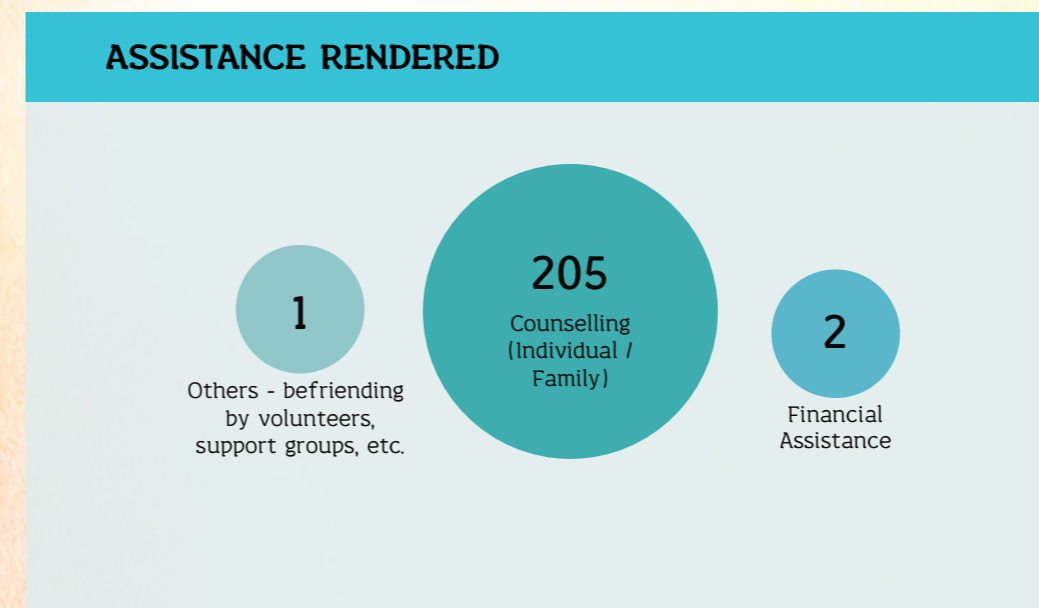 ASSISTANCE RENDERED
1
Others - befriending
by volunteers,
support groups, etc.
205
Counselling
(Individual /
Family)
2
Financial
Assistance